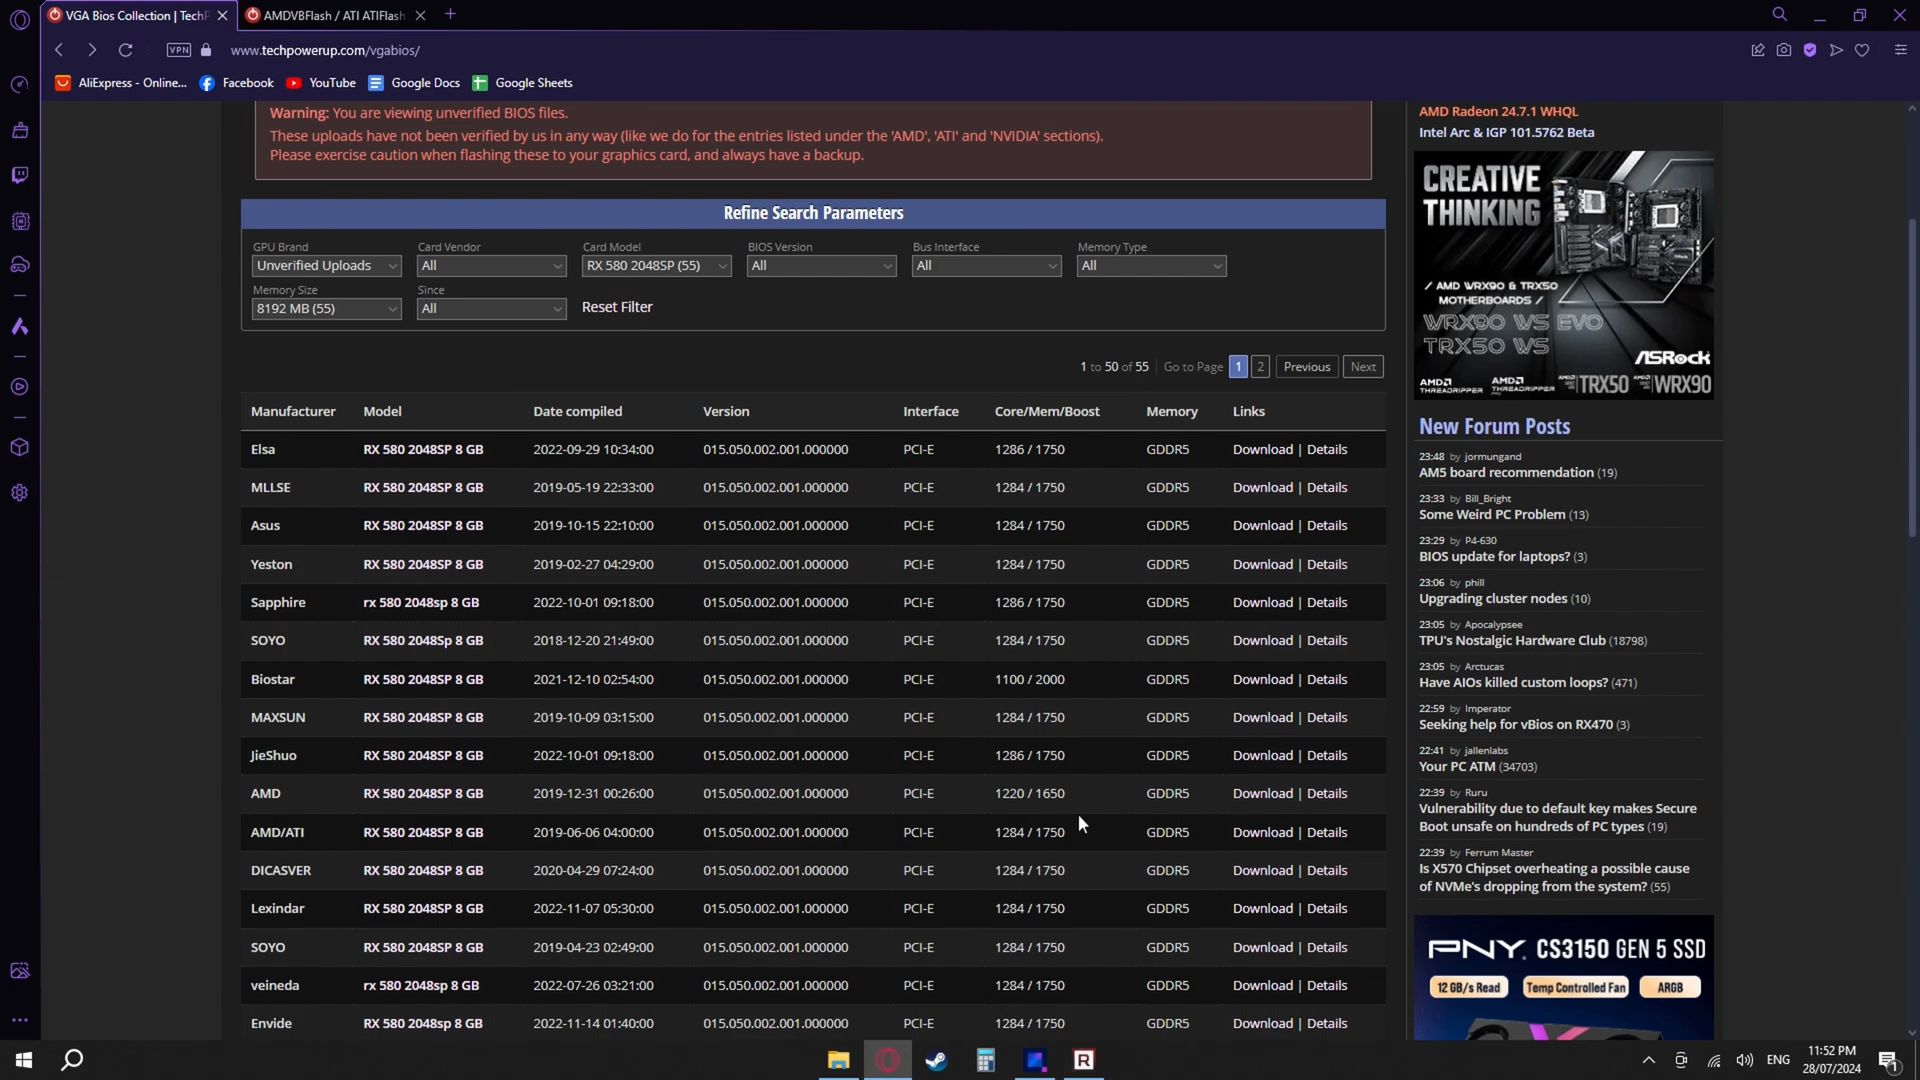 VGA Bios Collection | TechP
AMDVBFlash / ATI ATIFlash
VPN
www.techpowerup.com/vgabios/
AliExpress - Online...
Facebook
YouTube
Google Docs
Google Sheets
Warning: You are viewing unverified BIOS files.
These uploads have not been verified by us in any way (like we do for the entries listed under the 'AMD', 'ATI' and 'NVIDIA' sections).
Please exercise caution when flashing these to your graphics card, and always have a backup.
Refine Search Parameters
GPU Brand Card Vendor Card Model BIOS Version Bus Interface Memory Type
Unverified Uploads All RX 580 2048SP (55) All All All
Memory Size Since
8192 MB (55) All Reset Filter
1 to 50 of 55 Go to Page 1 2 Previous Next
Manufacturer Model Date compiled Version Interface Core/Mem/Boost Memory Links
Elsa RX 580 2048SP 8 GB 2022-09-29 10:34:00 015.050.002.001.000000 PCI-E 1286 / 1750 GDDR5 Download | Details
MLLSE RX 580 2048SP 8 GB 2019-05-19 22:33:00 015.050.002.001.000000 PCI-E 1284 / 1750 GDDR5 Download | Details
Asus RX 580 2048SP 8 GB 2019-10-15 22:10:00 015.050.002.001.000000 PCI-E 1284 / 1750 GDDR5 Download | Details
Yeston RX 580 2048SP 8 GB 2019-02-27 04:29:00 015.050.002.001.000000 PCI-E 1284 / 1750 GDDR5 Download | Details
Sapphire rx 580 2048sp 8 GB 2022-10-01 09:18:00 015.050.002.001.000000 PCI-E 1286 / 1750 GDDR5 Download | Details
SOYO RX 580 2048Sp 8 GB 2018-12-20 21:49:00 015.050.002.001.000000 PCI-E 1284 / 1750 GDDR5 Download | Details
Biostar RX 580 2048SP 8 GB 2021-12-10 02:54:00 015.050.002.001.000000 PCI-E 1100 / 2000 GDDR5 Download | Details
MAXSUN RX 580 2048SP 8 GB 2019-10-09 03:15:00 015.050.002.001.000000 PCI-E 1284 / 1750 GDDR5 Download | Details
JieShuo RX 580 2048SP 8 GB 2022-10-01 09:18:00 015.050.002.001.000000 PCI-E 1286 / 1750 GDDR5 Download | Details
AMD RX 580 2048SP 8 GB 2019-12-31 00:26:00 015.050.002.001.000000 PCI-E 1220 / 1650 GDDR5 Download | Details
AMD/ATI RX 580 2048SP 8 GB 2019-06-06 04:00:00 015.050.002.001.000000 PCI-E 1284 / 1750 GDDR5 Download | Details
DICASVER RX 580 2048SP 8 GB 2020-04-29 07:24:00 015.050.002.001.000000 PCI-E 1284 / 1750 GDDR5 Download | Details
Lexindar RX 580 2048SP 8 GB 2022-11-07 05:30:00 015.050.002.001.000000 PCI-E 1284 / 1750 GDDR5 Download | Details
SOYO RX 580 2048SP 8 GB 2019-04-23 02:49:00 015.050.002.001.000000 PCI-E 1284 / 1750 GDDR5 Download | Details
veineda rx 580 2048sp 8 GB 2022-07-26 03:21:00 015.050.002.001.000000 PCI-E 1284 / 1750 GDDR5 Download | Details
Envide RX 580 2048sp 8 GB 2022-11-14 01:40:00 015.050.002.001.000000 PCI-E 1284 / 1750 GDDR5 Download | Details
AMD Radeon 24.7.1 WHQL
Intel Arc & IGP 101.5762 Beta
CREATIVE
THINKING
/ AMD WRX90 & TRX50
MOTHERBOARDS /
WRX90 WS EVO
TRX50 WS
ASRock
AMD THREADRIPPER AMD THREADRIPPER AMD TRX50 AMD WRX90
New Forum Posts
23:48 by jormungand
AM5 board recommendation (19)
23:33 by Bill_Bright
Some Weird PC Problem (13)
23:29 by P4-630
BIOS update for laptops? (3)
23:06 by phill
Upgrading cluster nodes (10)
23:05 by Apocalypsee
TPU's Nostalgic Hardware Club (18798)
23:05 by Arctucas
Have AIOs killed custom loops? (471)
22:59 by Imperator
Seeking help for vBios on RX470 (3)
22:41 by jallenlabs
Your PC ATM (34703)
22:39 by Ruru
Vulnerability due to default key makes Secure
Boot unsafe on hundreds of PC types (19)
22:39 by Ferrum Master
Is X570 Chipset overheating a possible cause
of NVMe's dropping from the system? (55)
PNY CS3150 GEN 5 SSD
12 GB/s Read Temp Controlled Fan ARGB
R
ENG
11:52 PM
28/07/2024
1